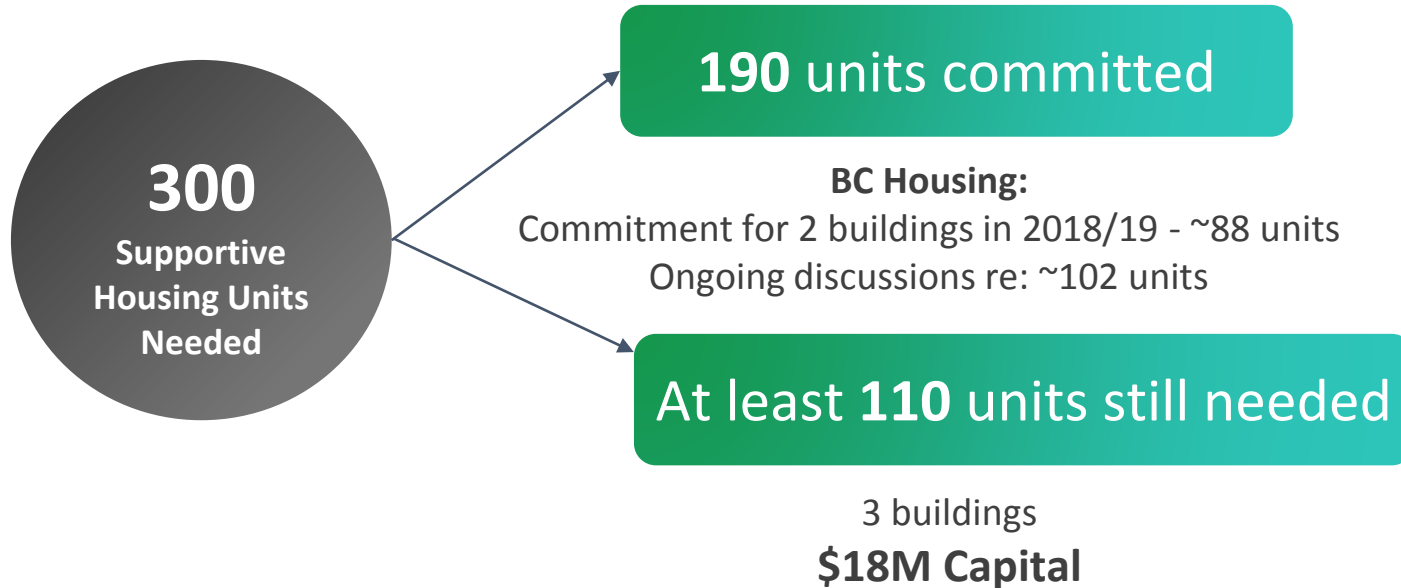 300
Supportive
Housing Units
Needed
190 units committed
BC Housing:
Commitment for 2 buildings in 2018/19 - ~88 units
Ongoing discussions re: ~102 units
At least 110 units still needed
3 buildings
$18M Capital